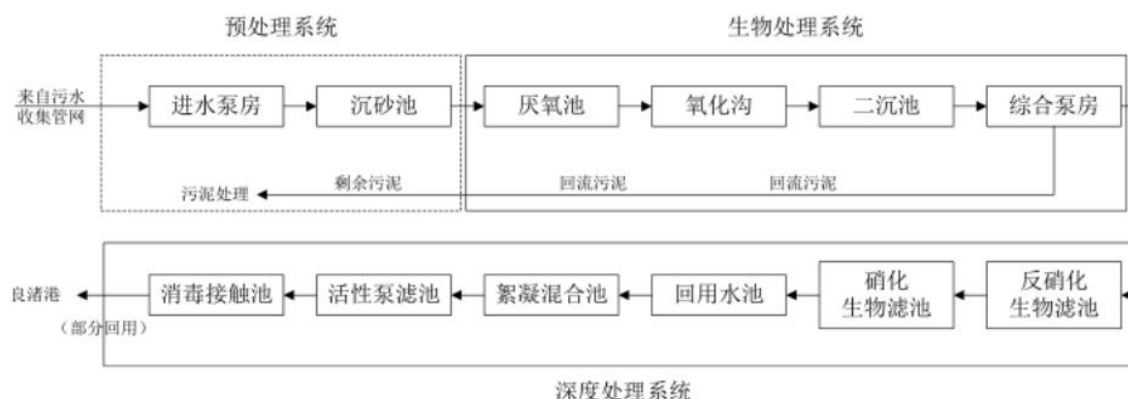 预处理系统
生物处理系统
来自污水
收集管网
进水泵房
沉砂池
厌氧池
氧化沟
二沉池
综合泵房
污泥处理
剩余污泥
回流污泥
回流污泥
良渚港
（部分回用）
消毒接触池
活性泵滤池
絮凝混合池
回用水池
硝化
生物滤池
反硝化
生物滤池
深度处理系统